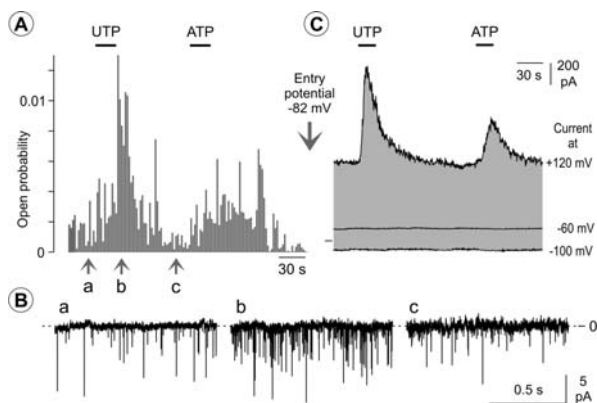 A
UTP
ATP
Open probability
0.01
0
30 s
a
b
c
Entry
potential
-82 mV
C
UTP
ATP
30 s
200
pA
Current
at
+120 mV
-60 mV
-100 mV
B
a
b
c
0
0.5 s
5
pA